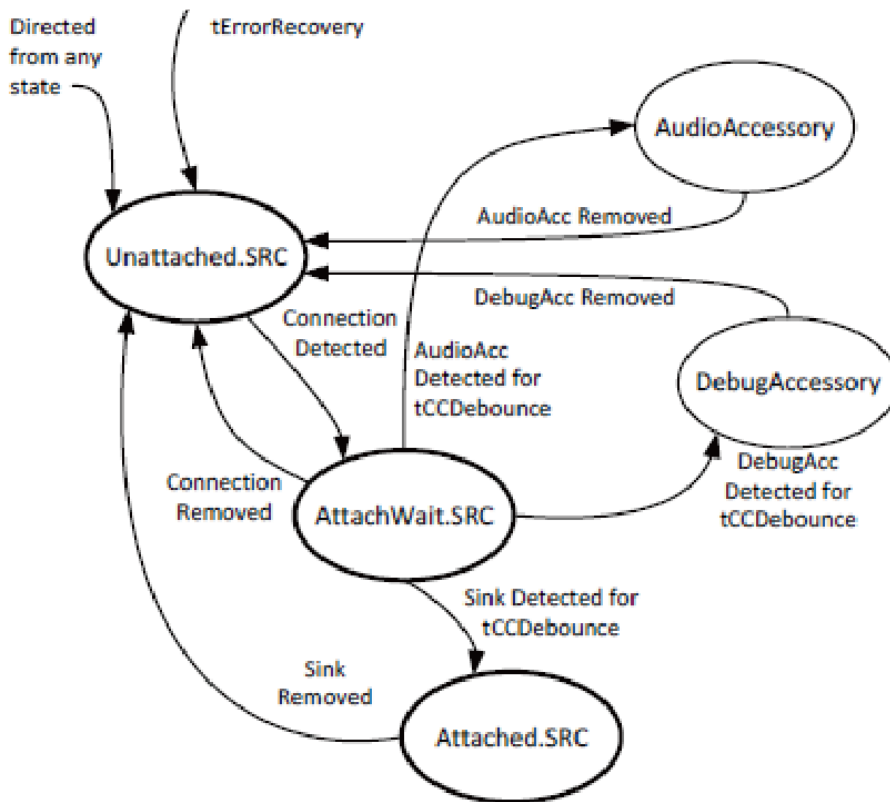 Directed
from any
state
tErrorRecovery
AudioAccessory
AudioAcc Removed
Unattached.SRC
DebugAcc Removed
Connection
Detected
AudioAcc
Detected for
tCCDebounce
DebugAccessory
Connection
Removed
AttachWait.SRC
DebugAcc
Detected for
tCCDebounce
Sink Detected for
tCCDebounce
Sink
Removed
Attached.SRC